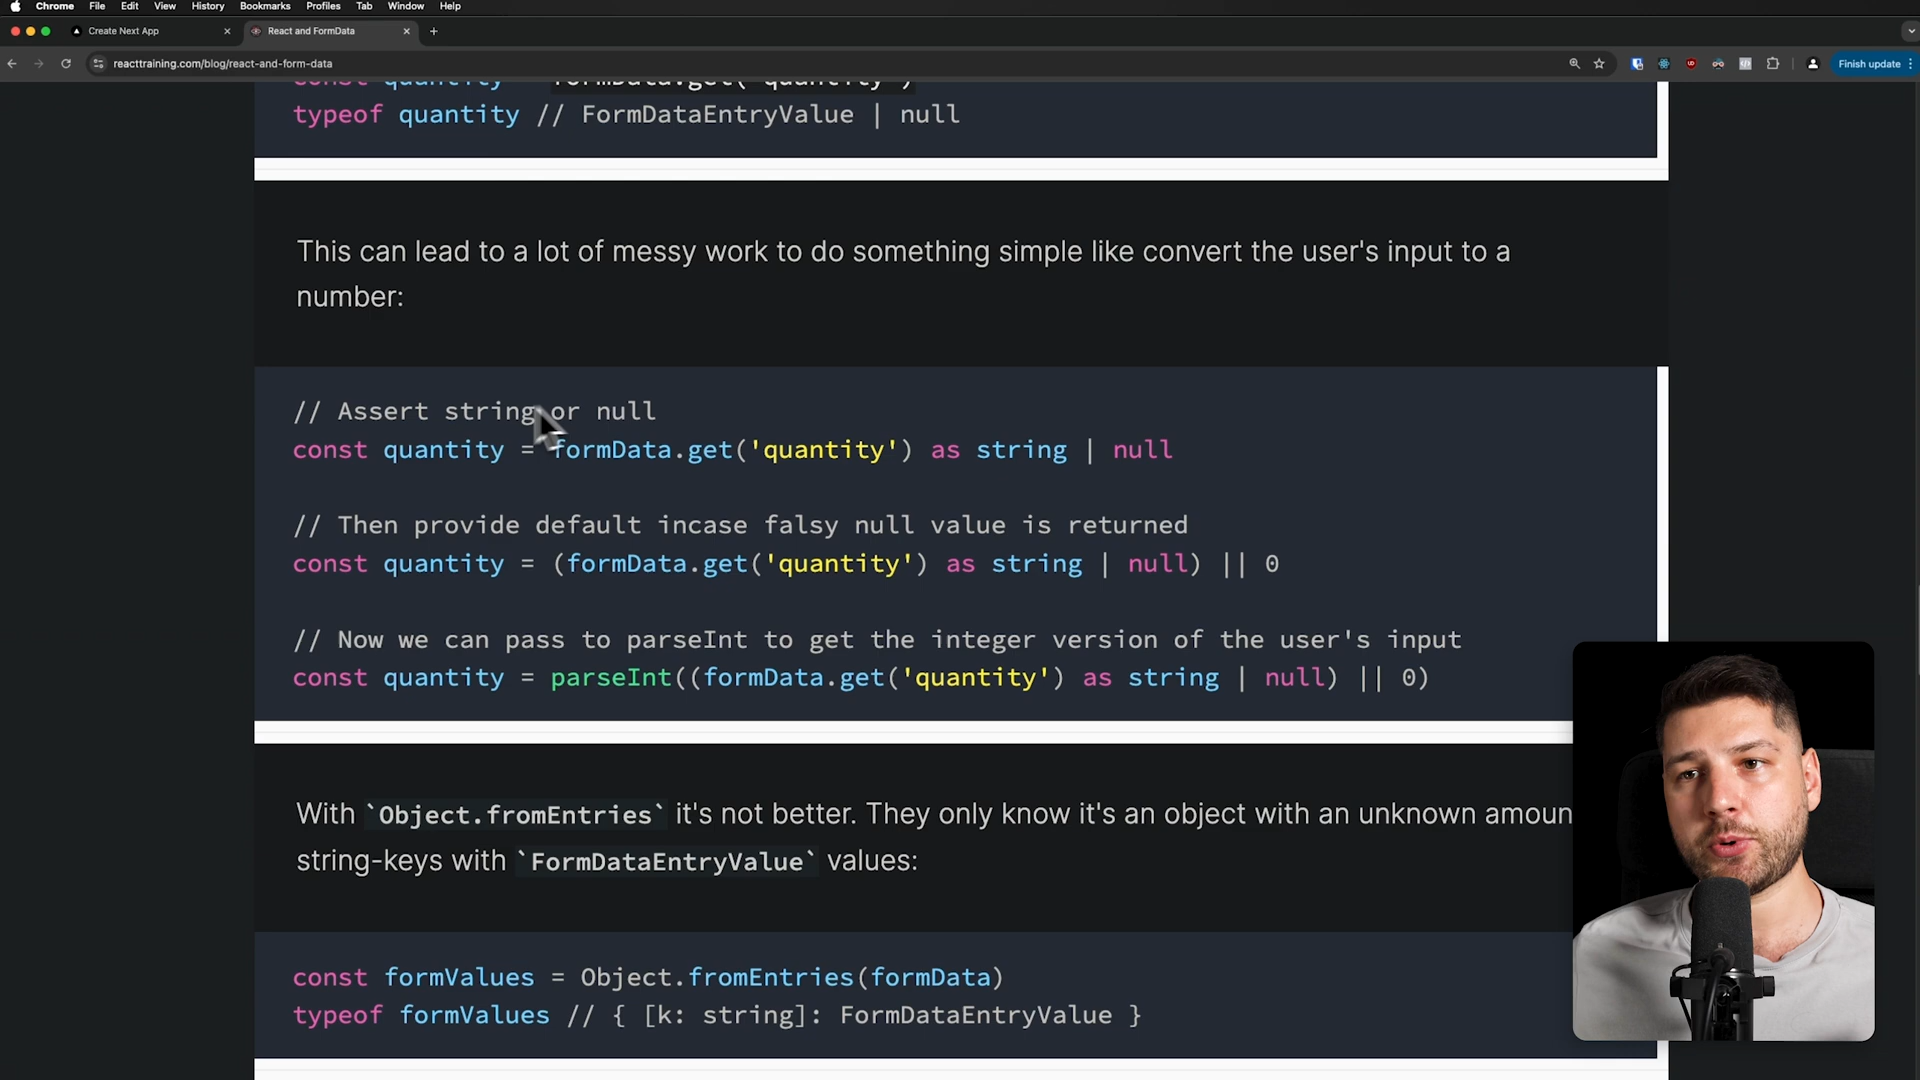 Chrome File Edit View History Bookmarks Profiles Tab Window Help
Create Next App
React and FormData
reacttraining.com/blog/react-and-form-data
Finish update
const quantity formData.get('quantity')
typeof quantity // FormDataEntryValue | null
This can lead to a lot of messy work to do something simple like convert the user's input to a
number:
// Assert string or null
const quantity = formData.get('quantity') as string | null
// Then provide default incase falsy null value is returned
const quantity = (formData.get('quantity') as string | null) || 0
// Now we can pass to parseInt to get the integer version of the user's input
const quantity = parseInt((formData.get('quantity') as string | null) || 0)
With `Object.fromEntries` it's not better. They only know it's an object with an unknown amoun
string-keys with `FormDataEntryValue` values:
const formValues = Object.fromEntries(formData)
typeof formValues // { [k: string]: FormDataEntryValue }